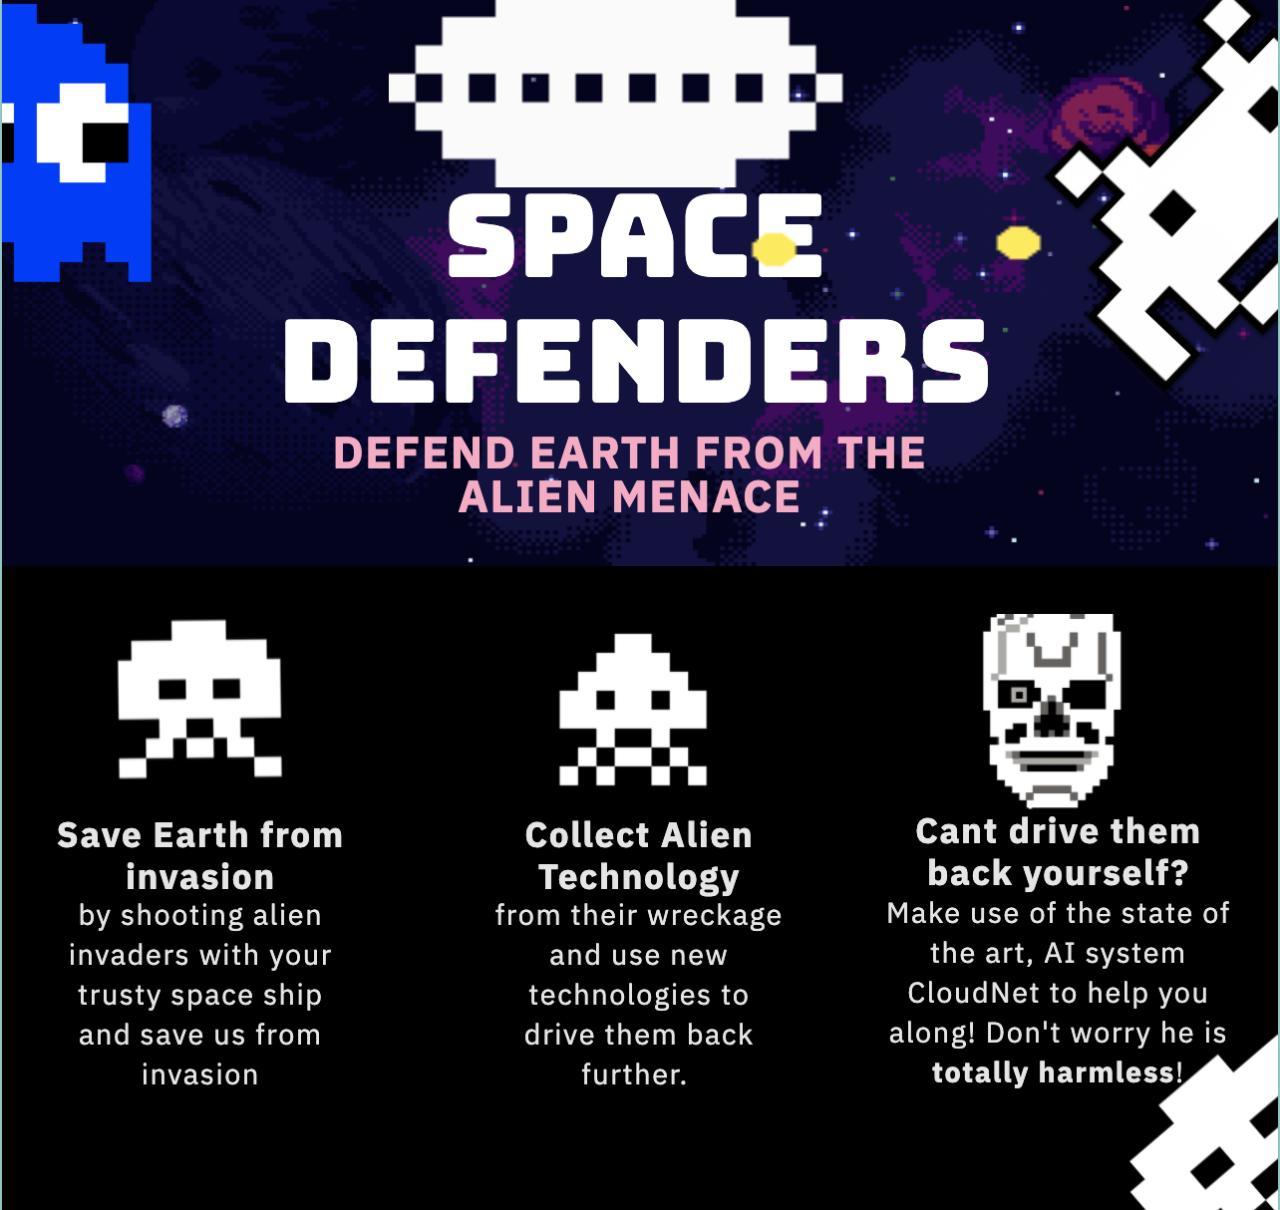 SPACE
DEFENDERS
DEFEND EARTH FROM THE
ALIEN MENACE
Save Earth from
invasion
by shooting alien
invaders with your
trusty space ship
and save us from
invasion
Collect Alien
Technology
from their wreckage
and use new
technologies to
drive them back
further.
Cant drive them
back yourself?
Make use of the state of
the art, AI system
CloudNet to help you
along! Don't worry he is
totally harmless!